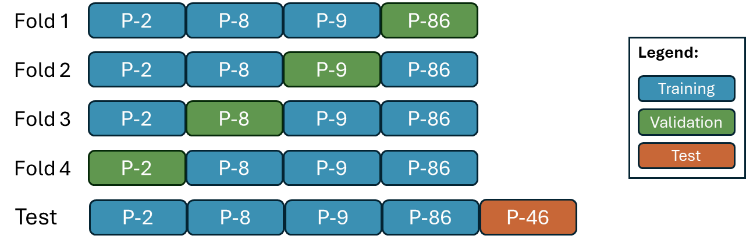 Fold 1 P-2 P-8 P-9 P-86
Fold 2 P-2 P-8 P-9 P-86
Fold 3 P-2 P-8 P-9 P-86
Fold 4 P-2 P-8 P-9 P-86
Test P-2 P-8 P-9 P-86 P-46
Legend:
Training
Validation
Test